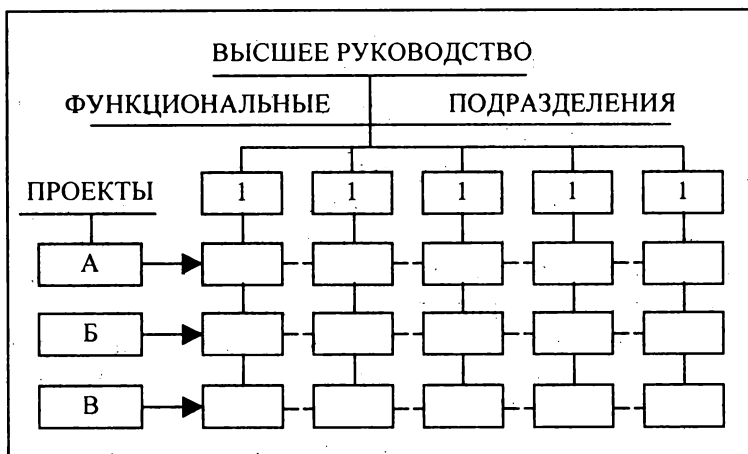 ВЫСШЕЕ РУКОВОДСТВО
ФУНКЦИОНАЛЬНЫЕ ПОДРАЗДЕЛЕНИЯ
ПРОЕКТЫ
1 1 1 1 1
А
Б
В